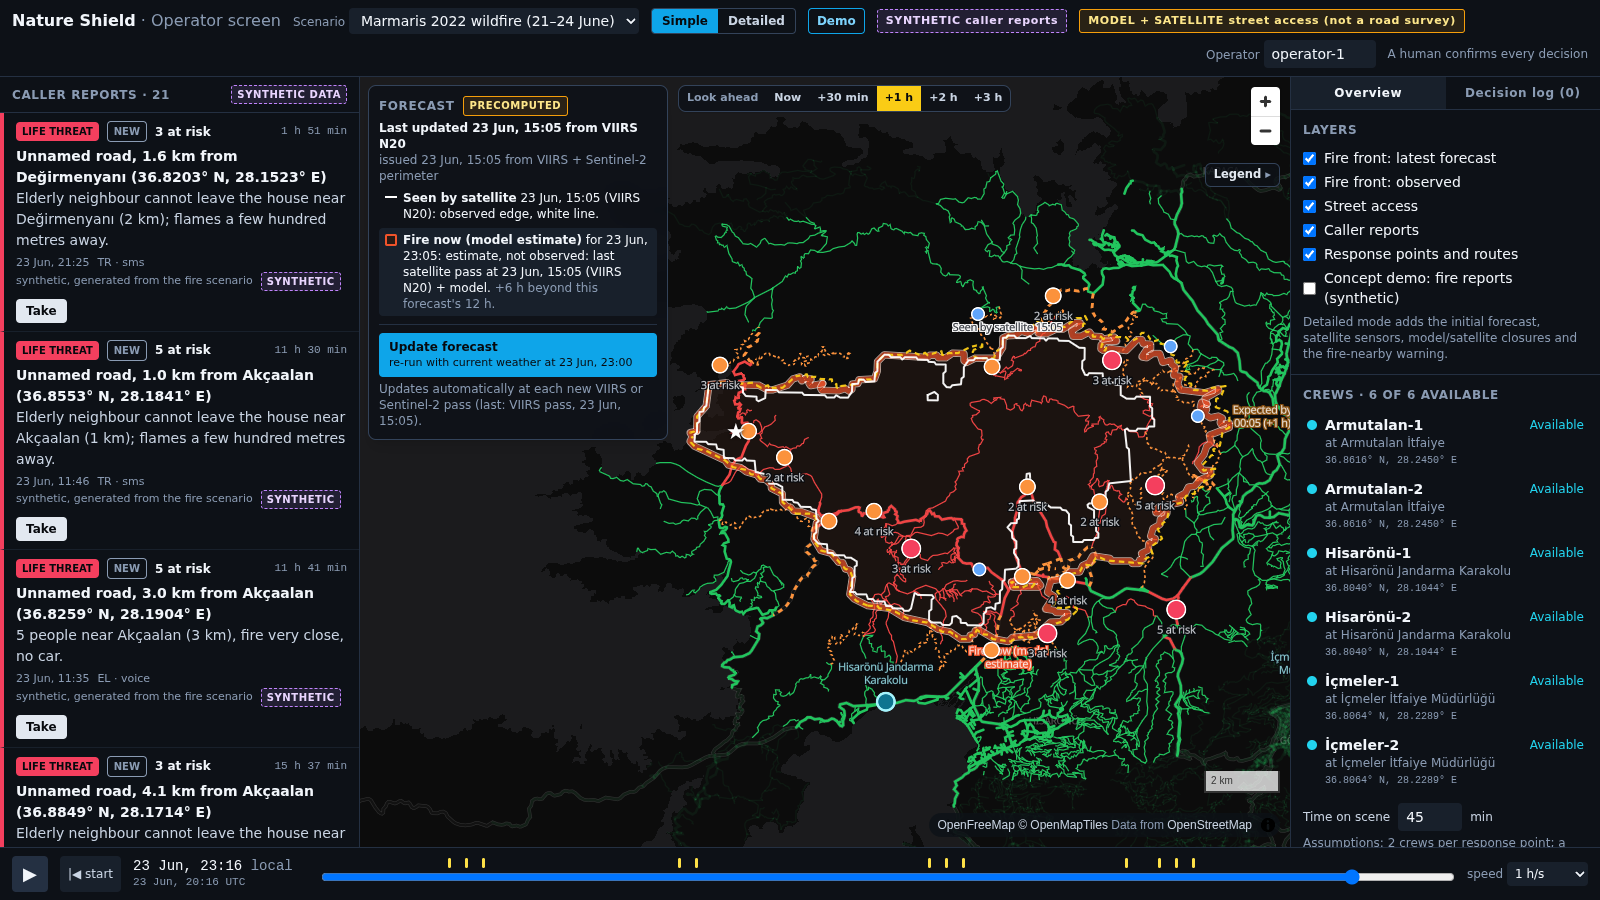 Nature Shield · Operator screen
Scenario Marmaris 2022 wildfire (21–24 June)
Simple Detailed Demo
SYNTHETIC caller reports
MODEL + SATELLITE street access (not a road survey)
Operator operator-1 A human confirms every decision
CALLER REPORTS · 21 SYNTHETIC DATA
LIFE THREAT NEW 3 at risk 1 h 51 min
Unnamed road, 1.6 km from
Değirmenyanı (36.8203° N, 28.1523° E)
Elderly neighbour cannot leave the house near
Değirmenyanı (2 km); flames a few hundred
metres away.
23 Jun, 21:25 TR · sms
synthetic, generated from the fire scenario SYNTHETIC
Take
LIFE THREAT NEW 5 at risk 11 h 30 min
Unnamed road, 1.0 km from Akçaalan
(36.8553° N, 28.1841° E)
Elderly neighbour cannot leave the house near
Akçaalan (1 km); flames a few hundred metres
away.
23 Jun, 11:46 TR · sms
synthetic, generated from the fire scenario SYNTHETIC
Take
LIFE THREAT NEW 5 at risk 11 h 41 min
Unnamed road, 3.0 km from Akçaalan
(36.8259° N, 28.1904° E)
5 people near Akçaalan (3 km), fire very close,
no car.
23 Jun, 11:35 EL · voice
synthetic, generated from the fire scenario SYNTHETIC
Take
LIFE THREAT NEW 3 at risk 15 h 37 min
Unnamed road, 4.1 km from Akçaalan
(36.8849° N, 28.1714° E)
Elderly neighbour cannot leave the house near
FORECAST PRECOMPUTED
Last updated 23 Jun, 15:05 from VIIRS
N20
issued 23 Jun, 15:05 from VIIRS + Sentinel-2
perimeter
Seen by satellite 23 Jun, 15:05 (VIIRS
N20): observed edge, white line.
Fire now (model estimate) for 23 Jun,
23:05: estimate, not observed: last
satellite pass at 23 Jun, 15:05 (VIIRS
N20) + model. +6 h beyond this
forecast's 12 h.
Update forecast
re-run with current weather at 23 Jun, 23:00
Updates automatically at each new VIIRS or
Sentinel-2 pass (last: VIIRS pass, 23 Jun,
15:05).
Look ahead Now +30 min +1 h +2 h +3 h
+
−
Legend ▸
2 at risk
Seen by satellite 15:05
3 at risk
3 at risk
Expected by
00:05 (+1 h)
2 at risk
2 at risk
5 at risk
2 at risk
4 at risk
3 at risk
4 at risk
5 at risk
3 at risk
estimate)
Hisarönü Jandarma
Karakolu
2 km
OpenFreeMap © OpenMapTiles Data from OpenStreetMap
Overview Decision log (0)
LAYERS
Fire front: latest forecast
Fire front: observed
Street access
Caller reports
Response points and routes
Concept demo: fire reports
(synthetic)
Detailed mode adds the initial forecast,
satellite sensors, model/satellite closures and
the fire-nearby warning.
CREWS · 6 OF 6 AVAILABLE
Armutalan-1 Available
at Armutalan İtfaiye
36.8616° N, 28.2450° E
Armutalan-2 Available
at Armutalan İtfaiye
36.8616° N, 28.2450° E
Hisarönü-1 Available
at Hisarönü Jandarma Karakolu
36.8040° N, 28.1044° E
Hisarönü-2 Available
at Hisarönü Jandarma Karakolu
36.8040° N, 28.1044° E
İçmeler-1 Available
at İçmeler İtfaiye Müdürlüğü
36.8064° N, 28.2289° E
İçmeler-2 Available
at İçmeler İtfaiye Müdürlüğü
36.8064° N, 28.2289° E
Time on scene 45 min
Assumptions: 2 crews per response point; a
▶ |◀ start
23 Jun, 23:16 local
23 Jun, 20:16 UTC
speed 1 h/s